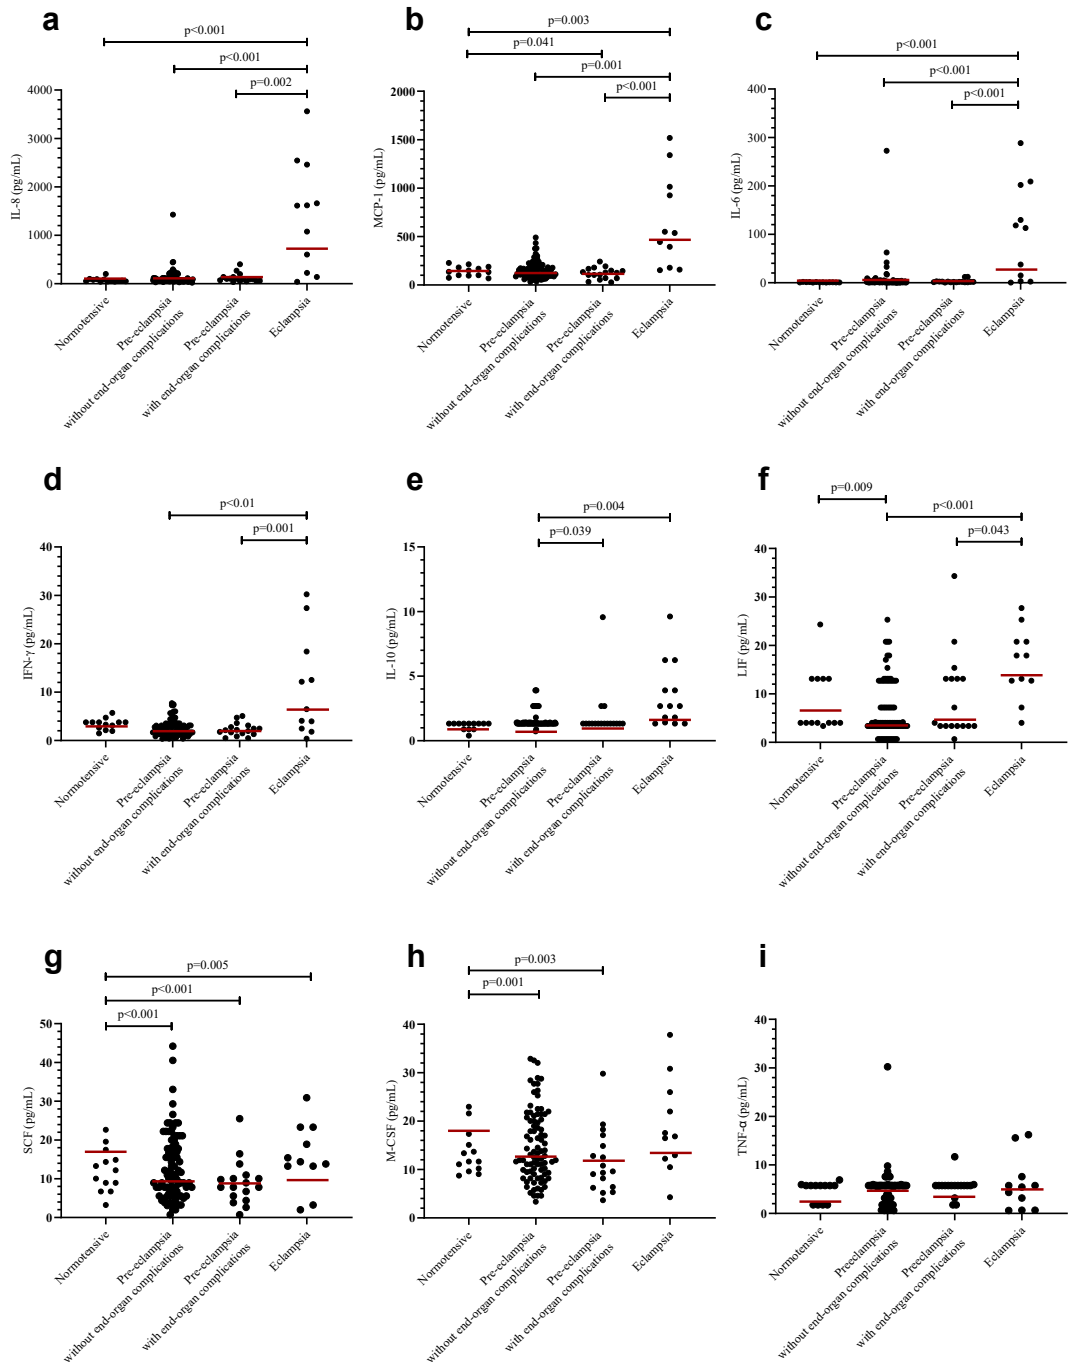 a
p<0.001
p<0.001
p=0.002
4000
3000
2000
1000
0
IL-8 (pg/mL)
Normotensive
Pre-eclampsia
without end-organ complications
Pre-eclampsia
with end-organ complications
Eclampsia
b
p=0.003
p=0.041
p=0.001
p<0.001
2000
1500
1000
500
0
MCP-1 (pg/mL)
Normotensive
Pre-eclampsia
without end-organ complications
Pre-eclampsia
with end-organ complications
Eclampsia
c
p<0.001
p<0.001
p<0.001
600
400
200
0
IL-6 (pg/mL)
Normotensive
Pre-eclampsia
without end-organ complications
Pre-eclampsia
with end-organ complications
Eclampsia
d
p<0.01
p=0.001
40
30
20
10
0
IFN-γ (pg/mL)
Normotensive
Pre-eclampsia
without end-organ complications
Pre-eclampsia
with end-organ complications
Eclampsia
e
p=0.004
p=0.039
15
10
5
0
IL-10 (pg/mL)
Normotensive
Pre-eclampsia
without end-organ complications
Pre-eclampsia
with end-organ complications
Eclampsia
f
p=0.009
p<0.001
p=0.043
40
30
20
10
0
LIF (pg/mL)
Normotensive
Pre-eclampsia
without end-organ complications
Pre-eclampsia
with end-organ complications
Eclampsia
g
p=0.005
p<0.001
p<0.001
50
40
30
20
10
0
SCF (pg/mL)
Normotensive
Pre-eclampsia
without end-organ complications
Pre-eclampsia
with end-organ complications
Eclampsia
h
p=0.003
p=0.001
40
30
20
10
0
M-CSF (pg/mL)
Normotensive
Pre-eclampsia
without end-organ complications
Pre-eclampsia
with end-organ complications
Eclampsia
i
40
30
20
10
0
TNF-α (pg/mL)
Normotensive
Preeclampsia
without end-organ complications
Preeclampsia
with end-organ complications
Eclampsia